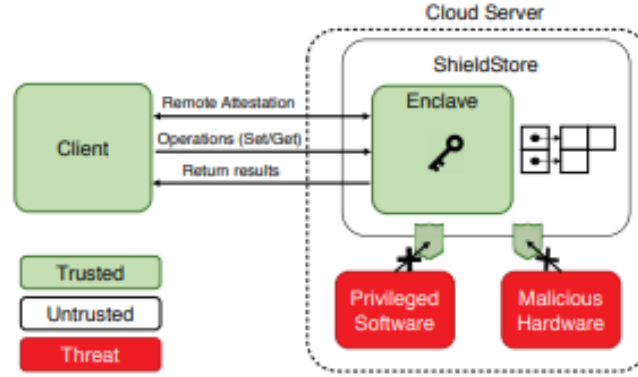 Cloud Server
ShieldStore
Client
Remote Attestation
Operations (Set/Get)
Return results
Enclave
Trusted
Untrusted
Threat
Privileged
Software
Malicious
Hardware